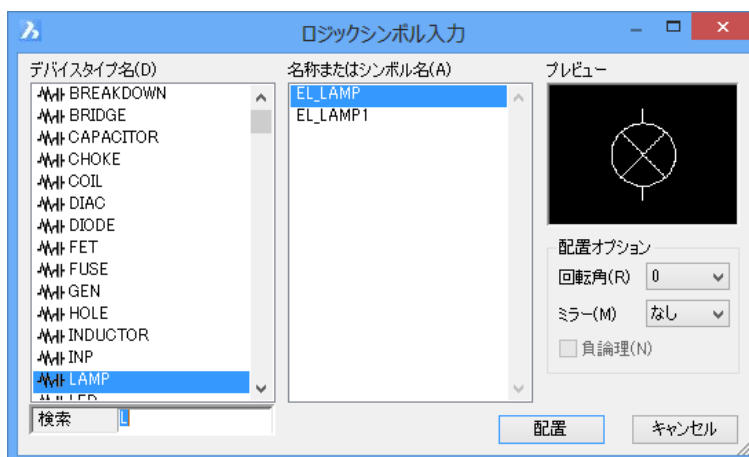 ロジックシンボル入力
デバイスタイプ名(D)
BREAKDOWN
BRIDGE
CAPACITOR
CHOKE
COIL
DIAC
DIODE
FET
FUSE
GEN
HOLE
INDUCTOR
INP
LAMP
LED
検索 L
名称またはシンボル名(A)
EL_LAMP
EL_LAMP1
プレビュー
配置オプション
回転角(R) 0
ミラー(M) なし
負論理(N)
配置
キャンセル